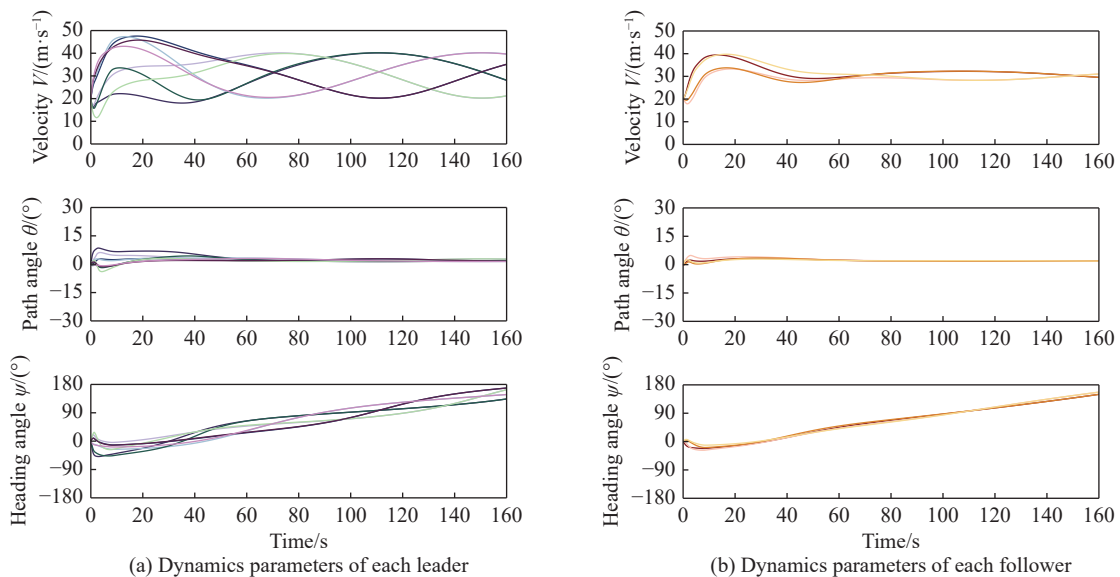 Velocity V/(m·s⁻¹)
50
40
30
20
10
0
0 20 40 60 80 100 120 140 160
Path angle θ/(°)
30
15
0
−15
−30
0 20 40 60 80 100 120 140 160
Heading angle ψ/(°)
180
90
0
−90
−180
0 20 40 60 80 100 120 140 160
Time/s
(a) Dynamics parameters of each leader
Velocity V/(m·s⁻¹)
50
40
30
20
10
0
0 20 40 60 80 100 120 140 160
Path angle θ/(°)
30
15
0
−15
−30
0 20 40 60 80 100 120 140 160
Heading angle ψ/(°)
180
90
0
−90
−180
0 20 40 60 80 100 120 140 160
Time/s
(b) Dynamics parameters of each follower